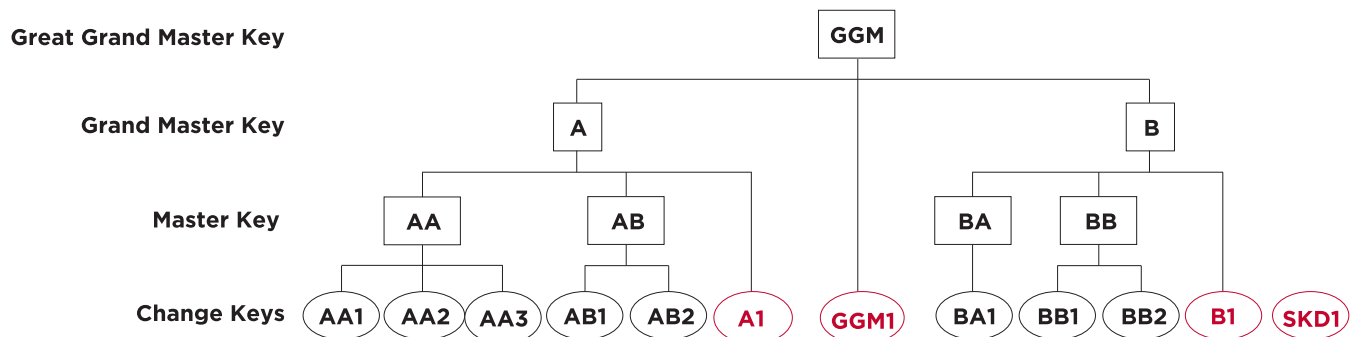 Great Grand Master Key GGM
Grand Master Key A B
Master Key AA AB BA BB
Change Keys AA1 AA2 AA3 AB1 AB2 A1 GGM1 BA1 BB1 BB2 B1 SKD1